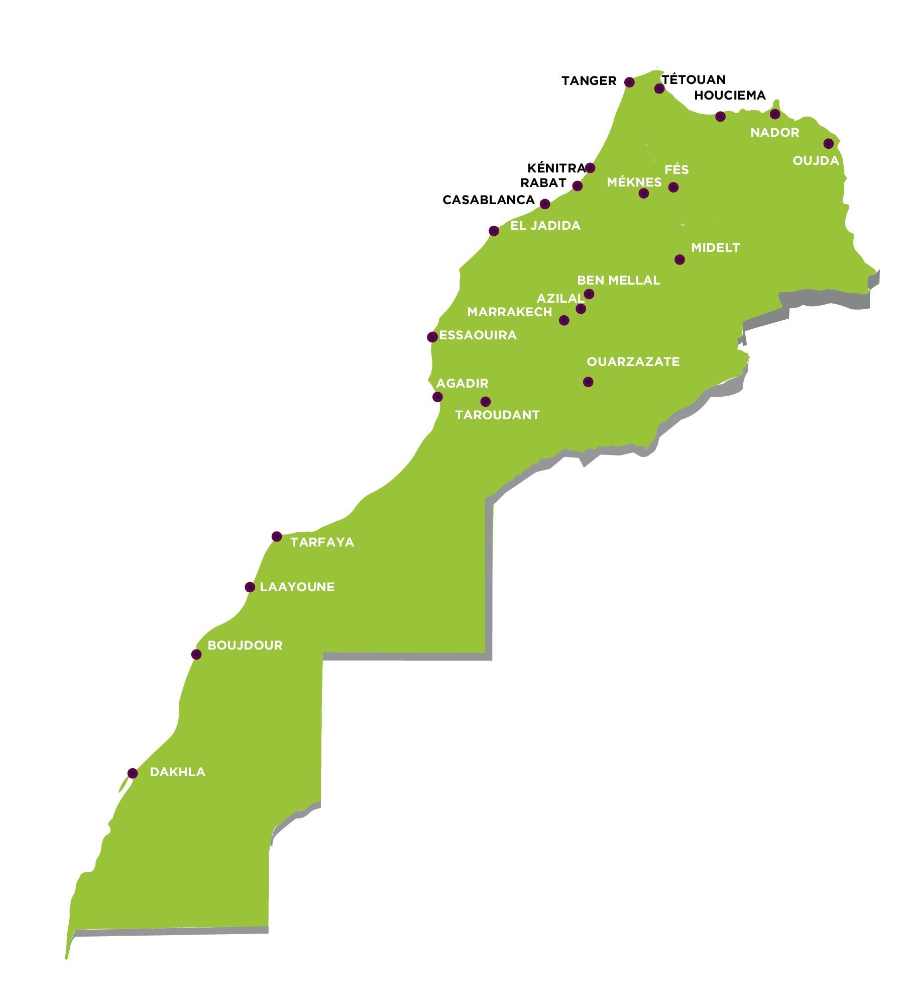 TANGER
TÉTOUAN
HOUCIEMA
NADOR
OUJDA
KÉNITRA
FÉS
RABAT
MÉKNES
CASABLANCA
EL JADIDA
MIDELT
BEN MELLAL
AZILAL
MARRAKECH
ESSAOUIRA
OUARZAZATE
AGADIR
TAROUDANT
TARFAYA
LAAYOUNE
BOUJDOUR
DAKHLA